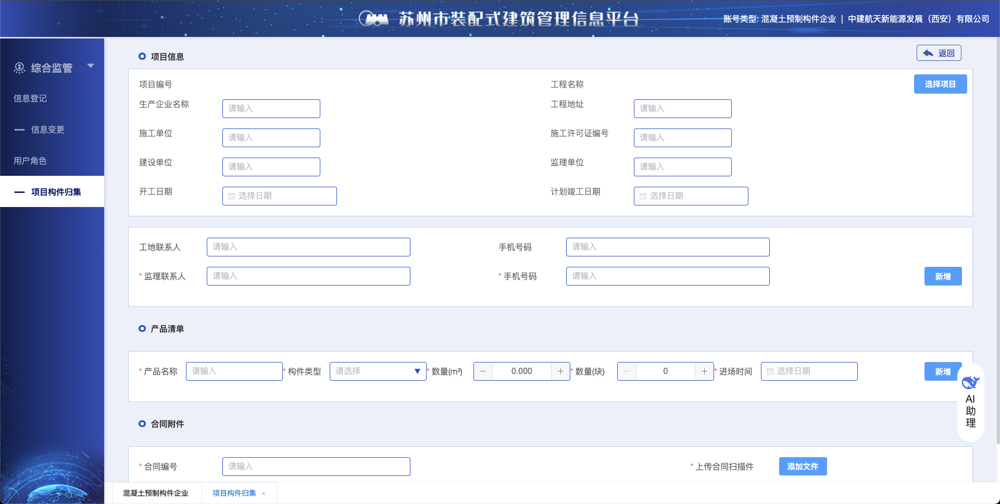 苏州市装配式建筑管理信息平台
账号类型: 混凝土预制构件企业 | 中建航天新能源发展（西安）有限公司
综合监管
信息登记
信息变更
用户角色
项目构件归集
项目信息
返回
项目编号
工程名称
选择项目
生产企业名称 请输入
工程地址 请输入
施工单位 请输入
施工许可证编号 请输入
建设单位 请输入
监理单位 请输入
开工日期 选择日期
计划竣工日期 选择日期
工地联系人 请输入
手机号码 请输入
* 监理联系人 请输入
* 手机号码 请输入
新增
产品清单
* 产品名称 请输入 * 构件类型 请选择 * 数量(m³) － 0.000 + * 数量(块) － 0 + * 进场时间 选择日期
新增
AI助理
合同附件
* 合同编号 请输入
* 上传合同扫描件 添加文件
混凝土预制构件企业
项目构件归集 ×